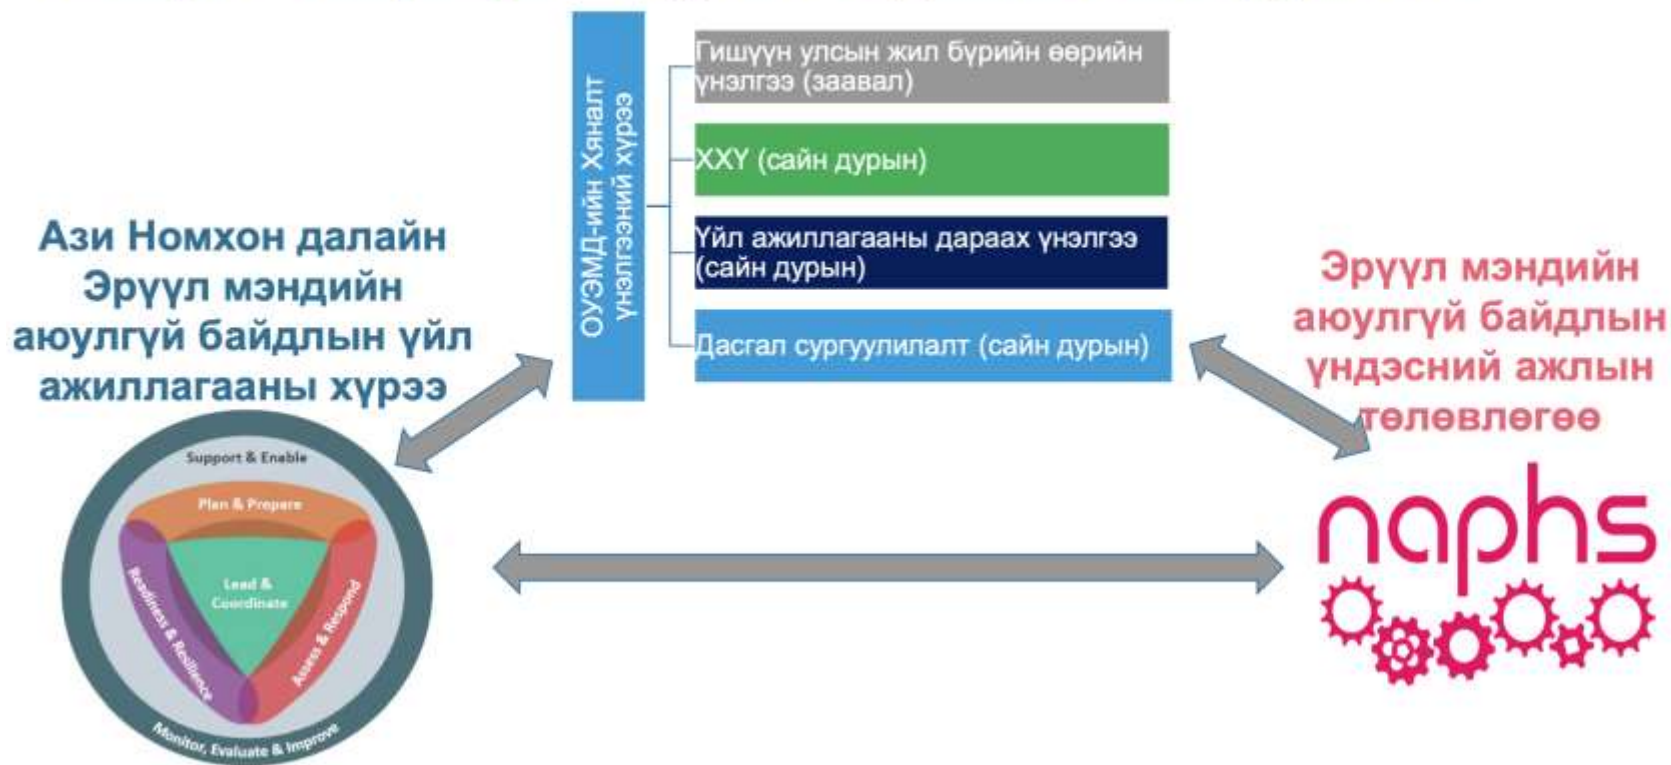 ОУЭМД-ийн Хяналт
үнэлгээний хүрээ
Гишүүн улсын жил бүрийн өөрийн
үнэлгээ (заавал)
ХХҮ (сайн дурын)
Үйл ажиллагааны дараах үнэлгээ
(сайн дурын)
Дасгал сургуулилалт (сайн дурын)
Ази Номхон далайн
Эрүүл мэндийн
аюулгүй байдлын үйл
ажиллагааны хүрээ
Support & Enable
Plan & Prepare
Lead &
Coordinate
Readiness & Resilience
Assess & Respond
Monitor, Evaluate & Improve
Эрүүл мэндийн
аюулгүй байдлын
үндэсний ажлын
төлөвлөгөө
naphs